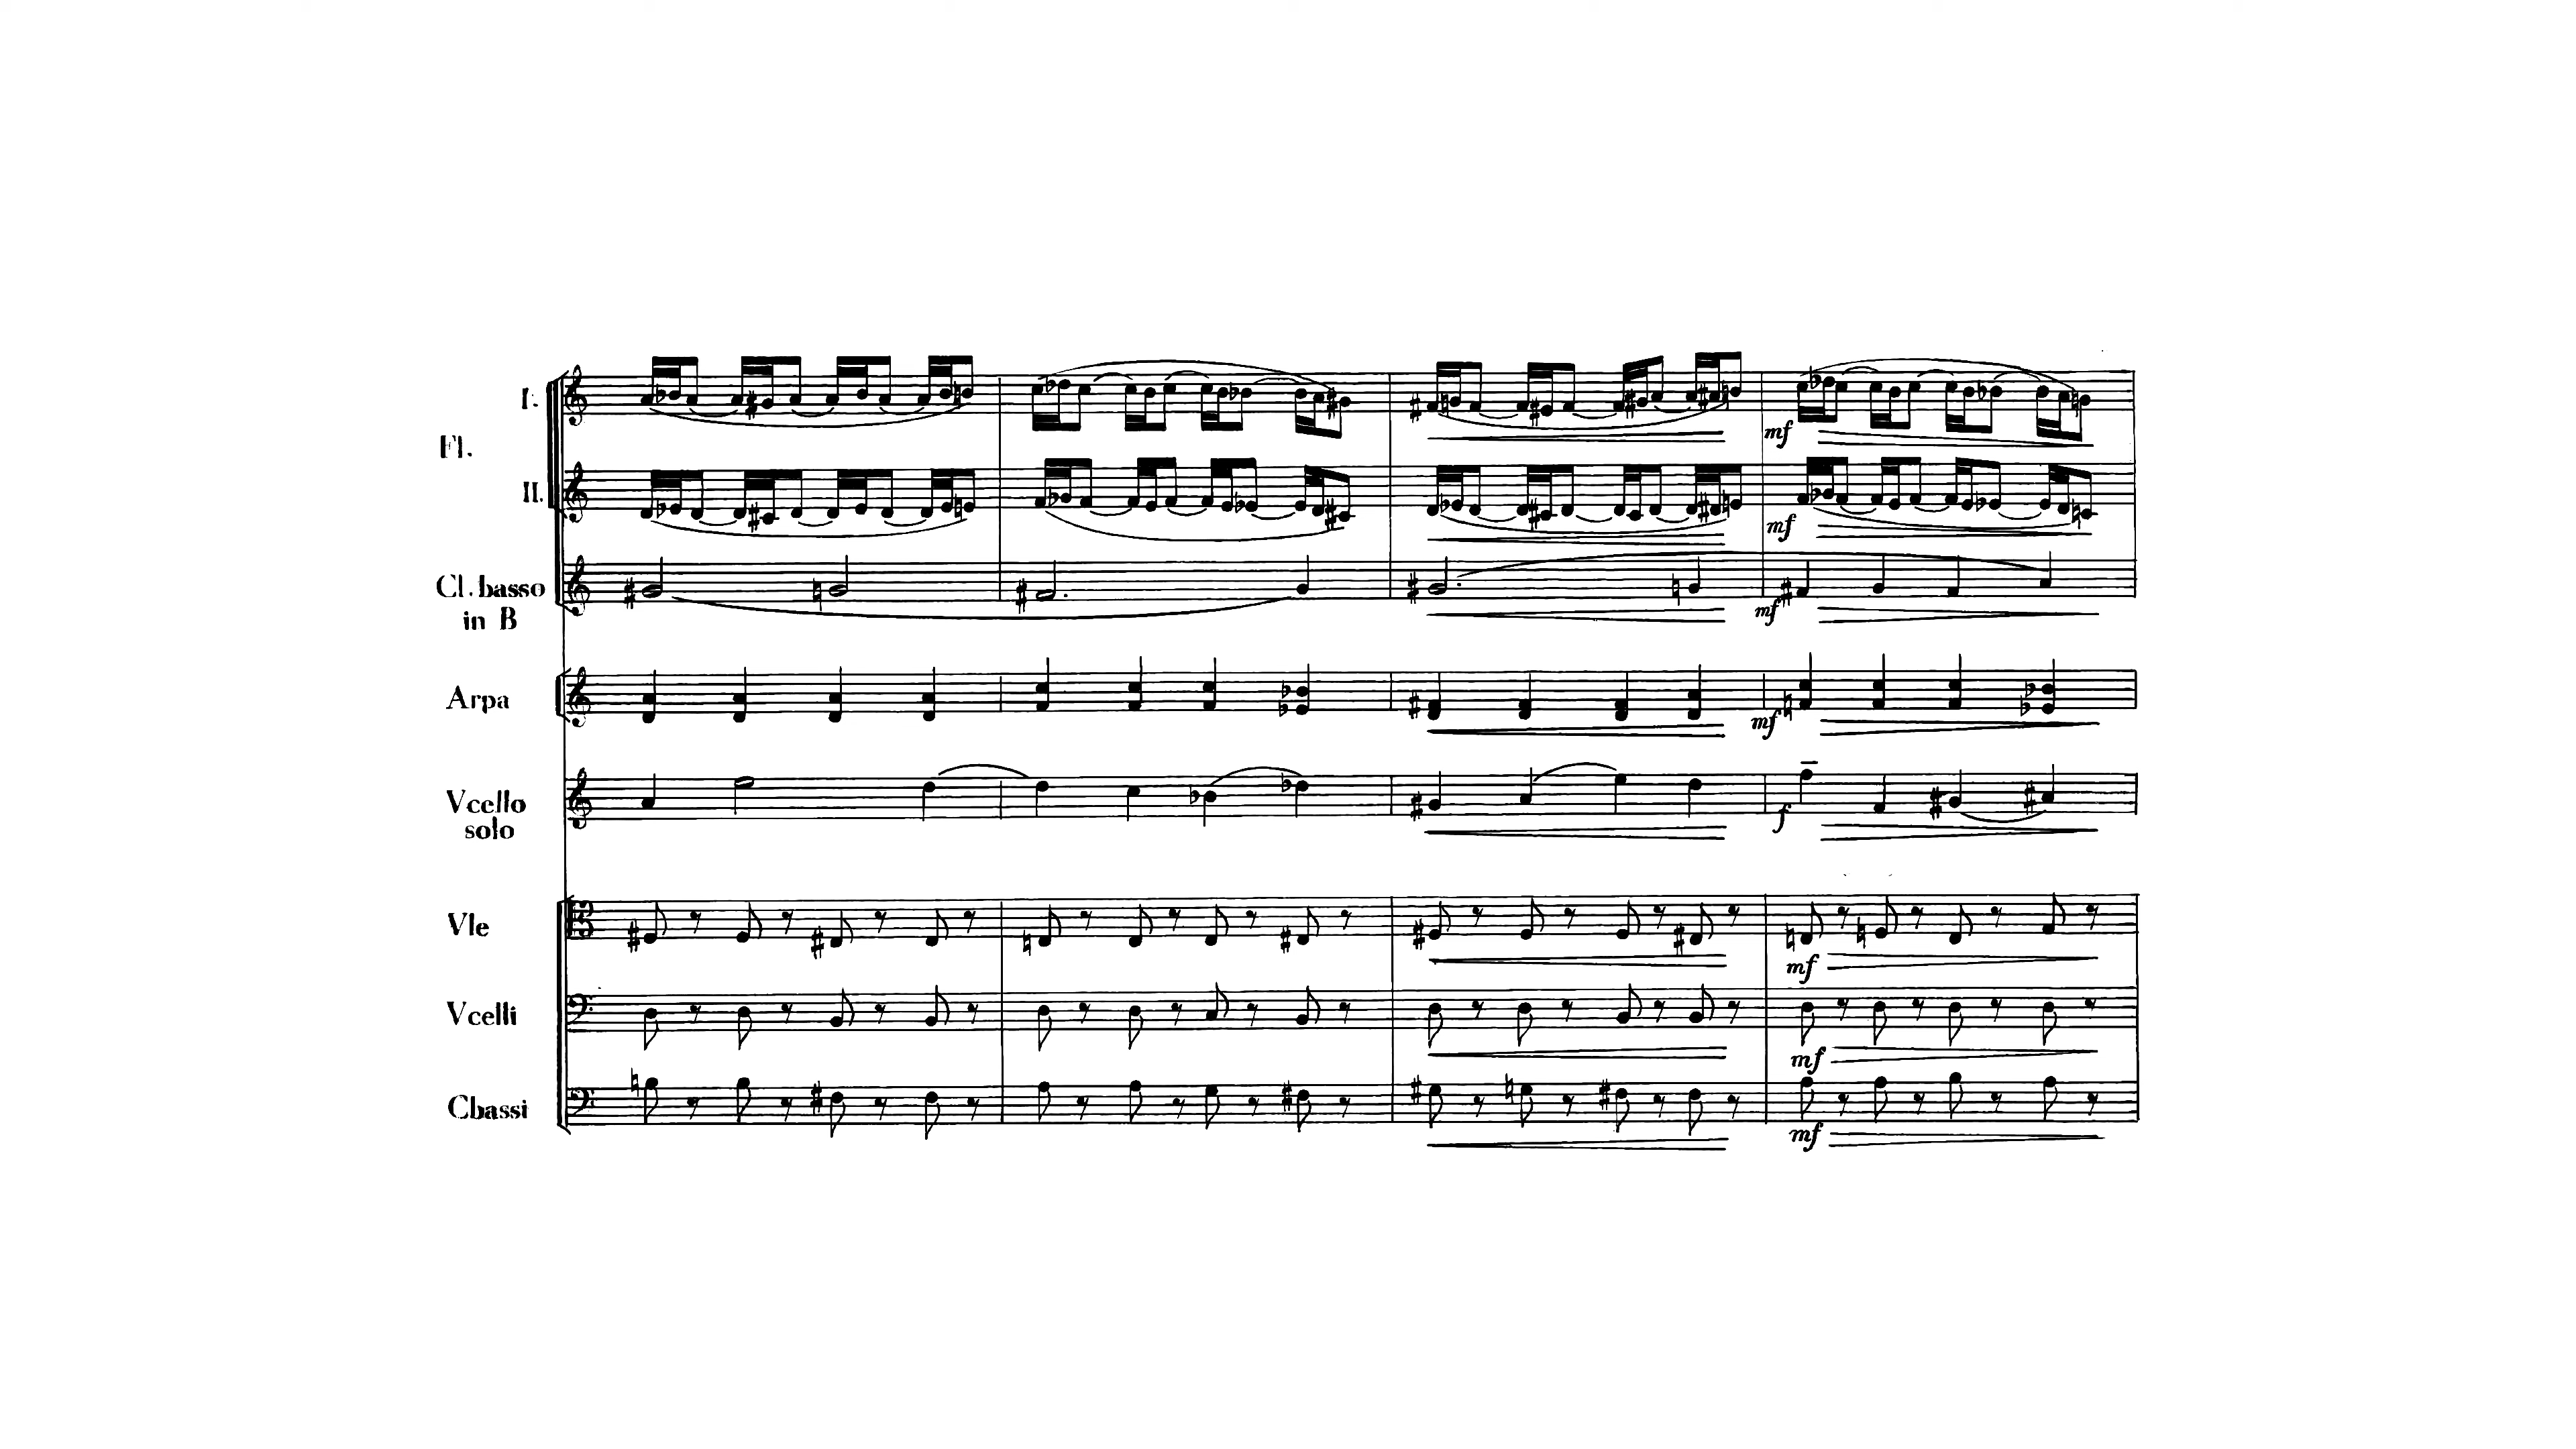 I.
Fl.
II.
Cl. basso
in B
Arpa
Vcello
solo
Vle
Vcelli
Cbassi
mf
mf
mf
mf
f
mf
mf
mf